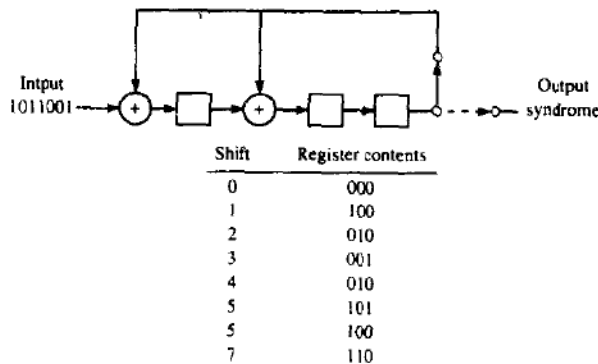 Intput
1011001
+
+
Output
syndrome
Shift Register contents
0 000
1 100
2 010
3 001
4 010
5 101
5 100
7 110